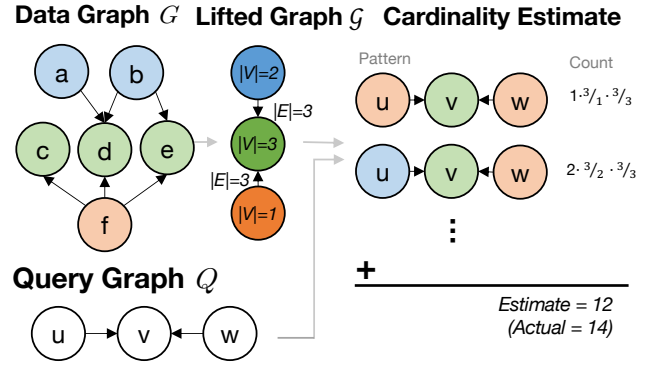 Data Graph G
Lifted Graph 𝒢
Cardinality Estimate
Pattern
Count
a
b
|V|=2
u
v
w
1·³/₁·³/₃
|E|=3
c
d
e
|V|=3
|E|=3
u
v
w
2·³/₂·³/₃
f
|V|=1
⋮
+
Query Graph Q
Estimate = 12
(Actual = 14)
u
v
w